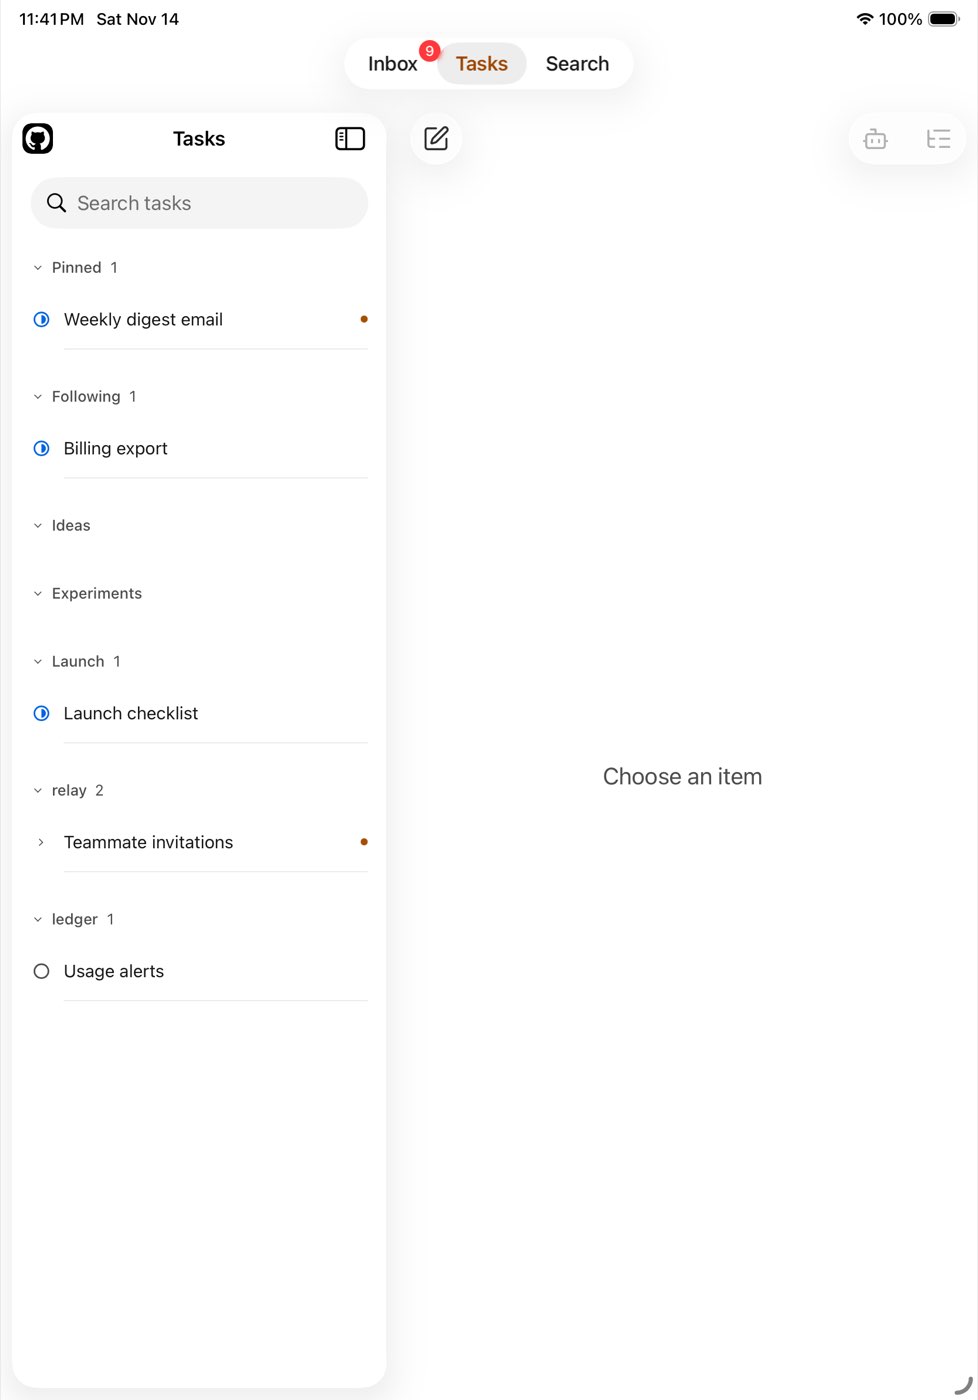 11:41 PM Sat Nov 14 100%
Inbox 9 Tasks Search
Tasks
Search tasks
Pinned 1
Weekly digest email
Following 1
Billing export
Ideas
Experiments
Launch 1
Launch checklist
Choose an item
relay 2
Teammate invitations
ledger 1
Usage alerts